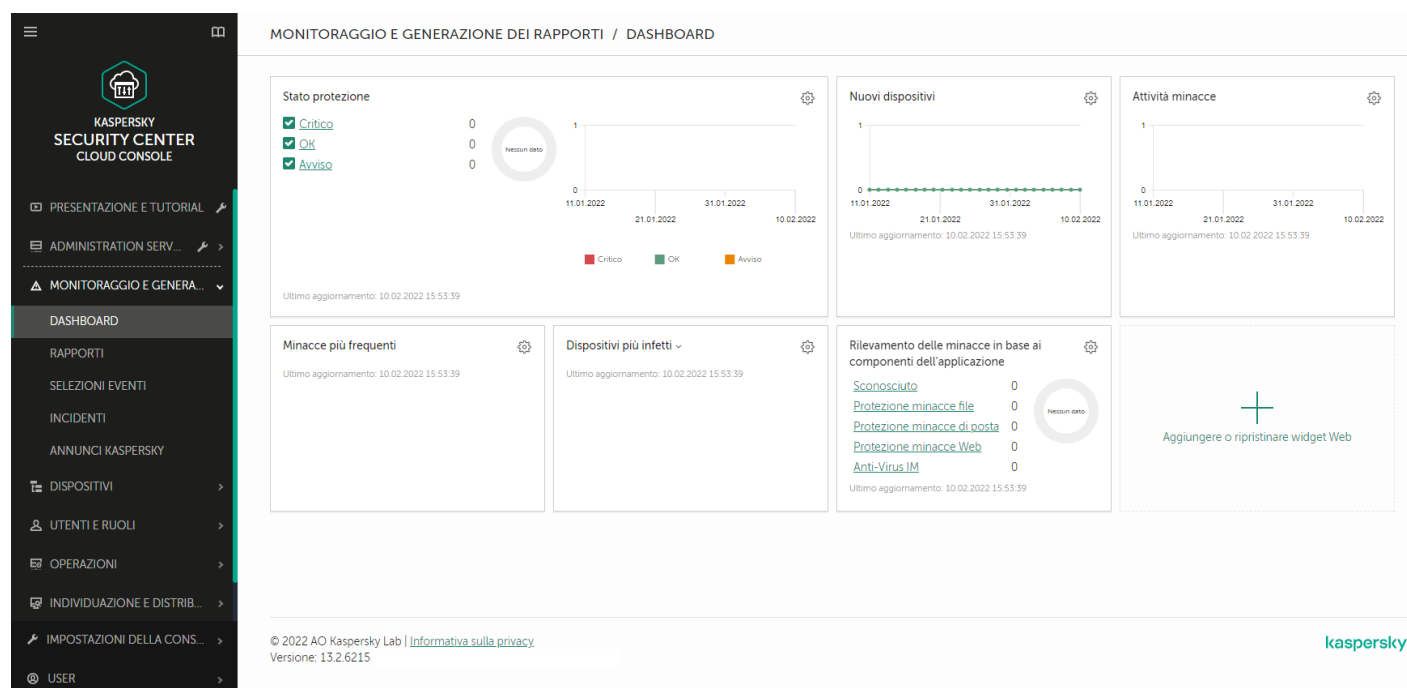 KASPERSKY
SECURITY CENTER
CLOUD CONSOLE
PRESENTAZIONE E TUTORIAL
ADMINISTRATION SERV...
MONITORAGGIO E GENERA...
DASHBOARD
RAPPORTI
SELEZIONI EVENTI
INCIDENTI
ANNUNCI KASPERSKY
DISPOSITIVI
UTENTI E RUOLI
OPERAZIONI
INDIVIDUAZIONE E DISTRIB...
IMPOSTAZIONI DELLA CONS...
USER
MONITORAGGIO E GENERAZIONE DEI RAPPORTI / DASHBOARD
Stato protezione
Critico 0
OK 0
Avviso 0
Nessun dato
1
0
11.01.2022 31.01.2022
21.01.2022 10.02.2022
Critico OK Avviso
Ultimo aggiornamento: 10.02.2022 15:53:39
Nuovi dispositivi
1
0
11.01.2022 31.01.2022
21.01.2022 10.02.2022
Ultimo aggiornamento: 10.02.2022 15:53:39
Attività minacce
1
0
11.01.2022 31.01.2022
21.01.2022 10.02.2022
Ultimo aggiornamento: 10.02.2022 15:53:39
Minacce più frequenti
Ultimo aggiornamento: 10.02.2022 15:53:39
Dispositivi più infetti
Ultimo aggiornamento: 10.02.2022 15:53:39
Rilevamento delle minacce in base ai
componenti dell'applicazione
Sconosciuto 0
Protezione minacce file 0
Protezione minacce di posta 0
Protezione minacce Web 0
Anti-Virus IM 0
Nessun dato
Ultimo aggiornamento: 10.02.2022 15:53:39
Aggiungere o ripristinare widget Web
© 2022 AO Kaspersky Lab | Informativa sulla privacy
Versione: 13.2.6215
kaspersky